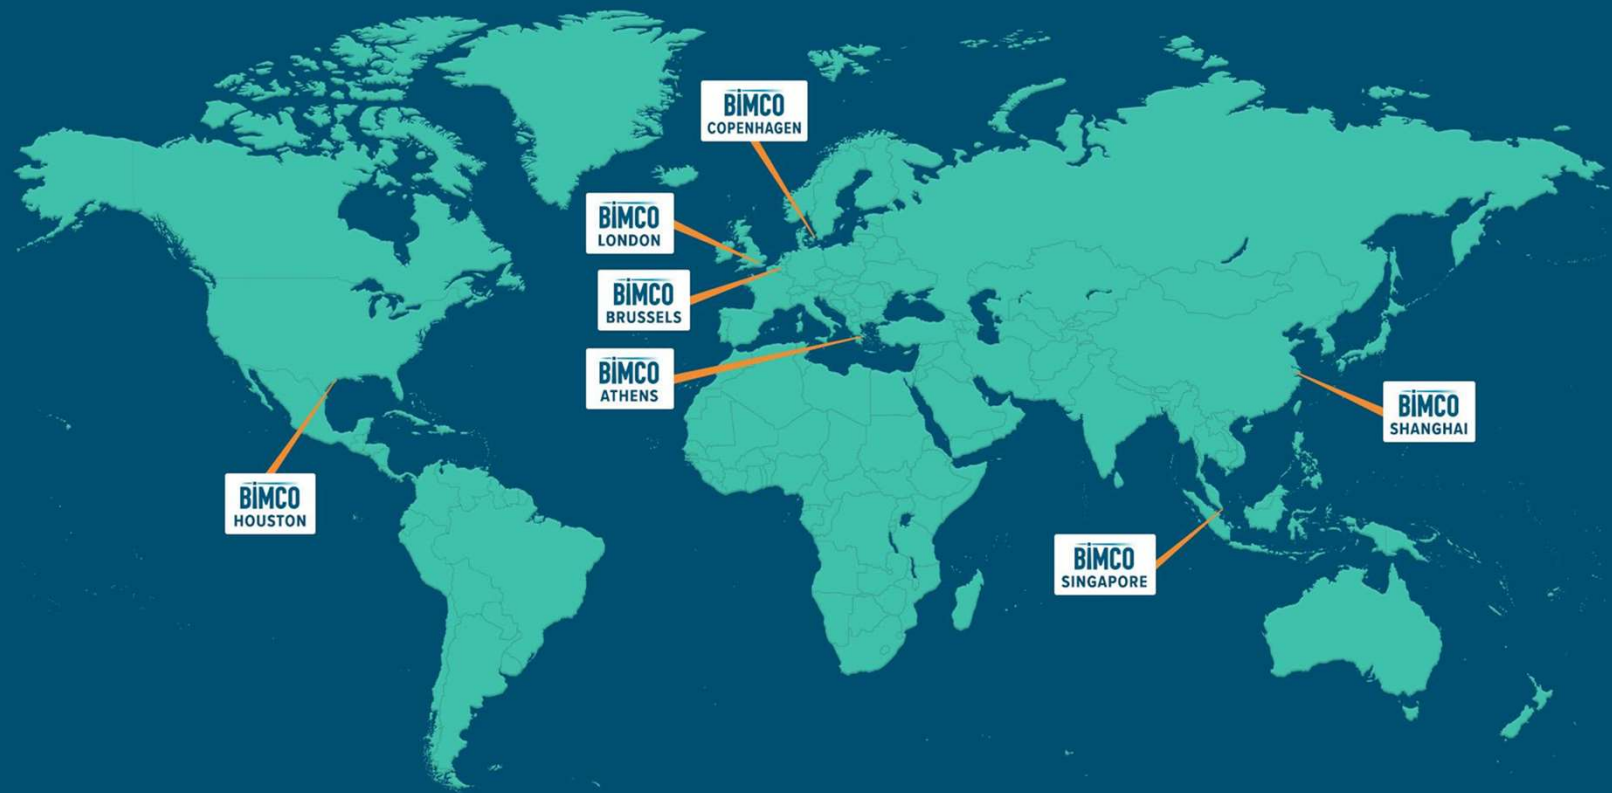 BiMCO
COPENHAGEN
BiMCO
LONDON
BiMCO
BRUSSELS
BiMCO
ATHENS
BiMCO
SHANGHAI
BiMCO
HOUSTON
BiMCO
SINGAPORE